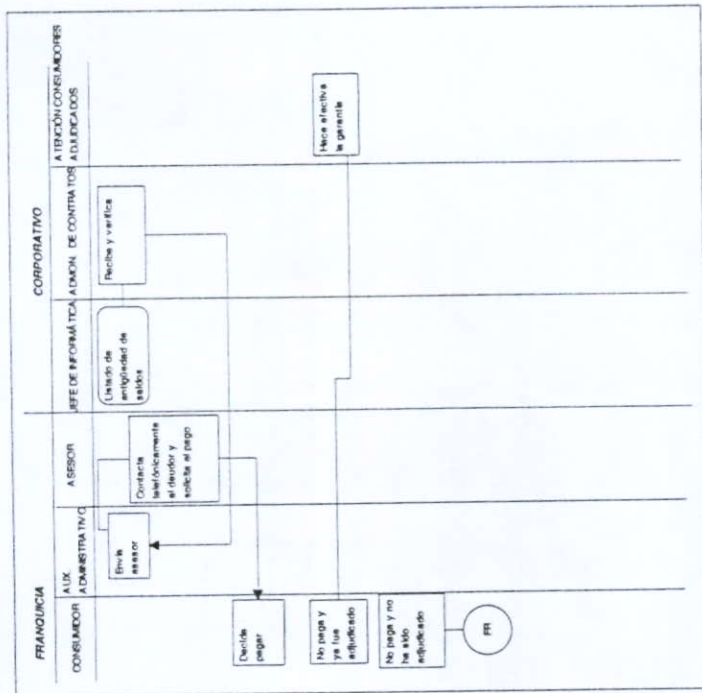 FRANQUICIA
CORPORATIVO
CONSUMIDOR
AUX.
ADMINISTRATIVO
ASESOR
JEFE DE INFORMÁTICA
ADMON. DE CONTRATOS
ATENCIÓN CONSUMIDORES
ADJUDICADOS
Listado de
antigüedad de
saldos
Recibe y verifica
Envía
asesor
Contacta
telefónicamente
al deudor y
solicita el pago
Decide
pagar
No paga y
ya fue
adjudicado
Hace efectiva
la garantía
No paga y no
ha sido
adjudicado